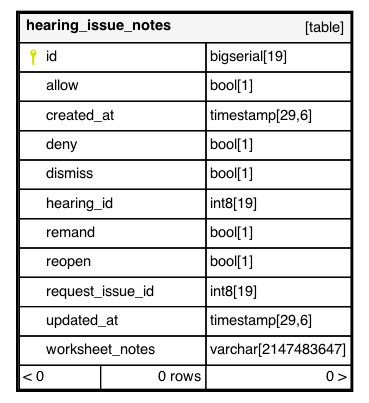 hearing_issue_notes [table]
id bigserial[19]
allow bool[1]
created_at timestamp[29,6]
deny bool[1]
dismiss bool[1]
hearing_id int8[19]
remand bool[1]
reopen bool[1]
request_issue_id int8[19]
updated_at timestamp[29,6]
worksheet_notes varchar[2147483647]
< 0 0 rows 0 >